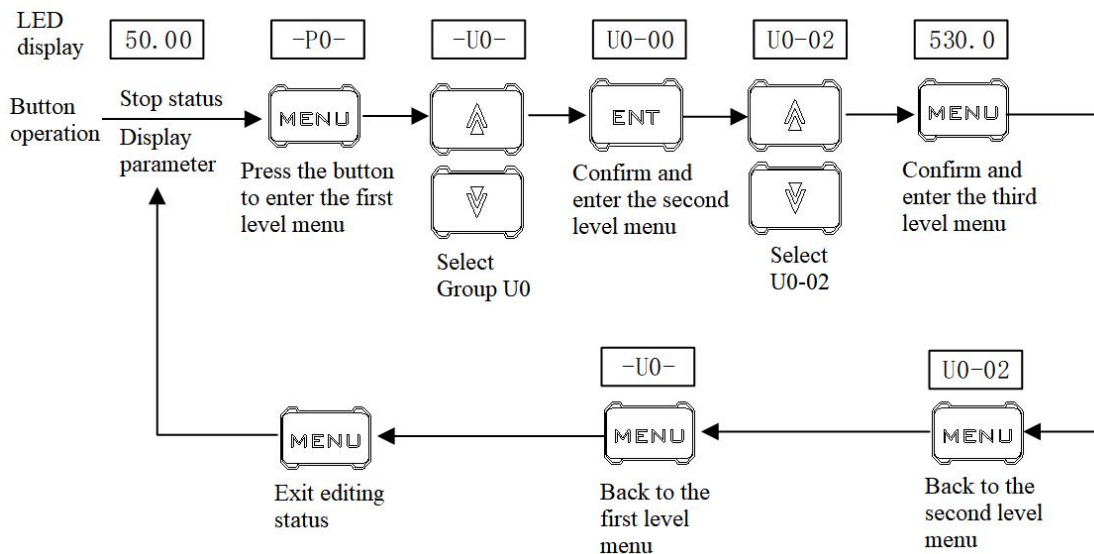 LED
display
50.00
-P0-
-U0-
U0-00
U0-02
530.0
Button
operation
Stop status
Display
parameter
MENU
ENT
MENU
Press the button
to enter the first
level menu
Select
Group U0
Confirm and
enter the second
level menu
Select
U0-02
Confirm and
enter the third
level menu
-U0-
U0-02
MENU
MENU
MENU
Exit editing
status
Back to the
first level
menu
Back to the
second level
menu